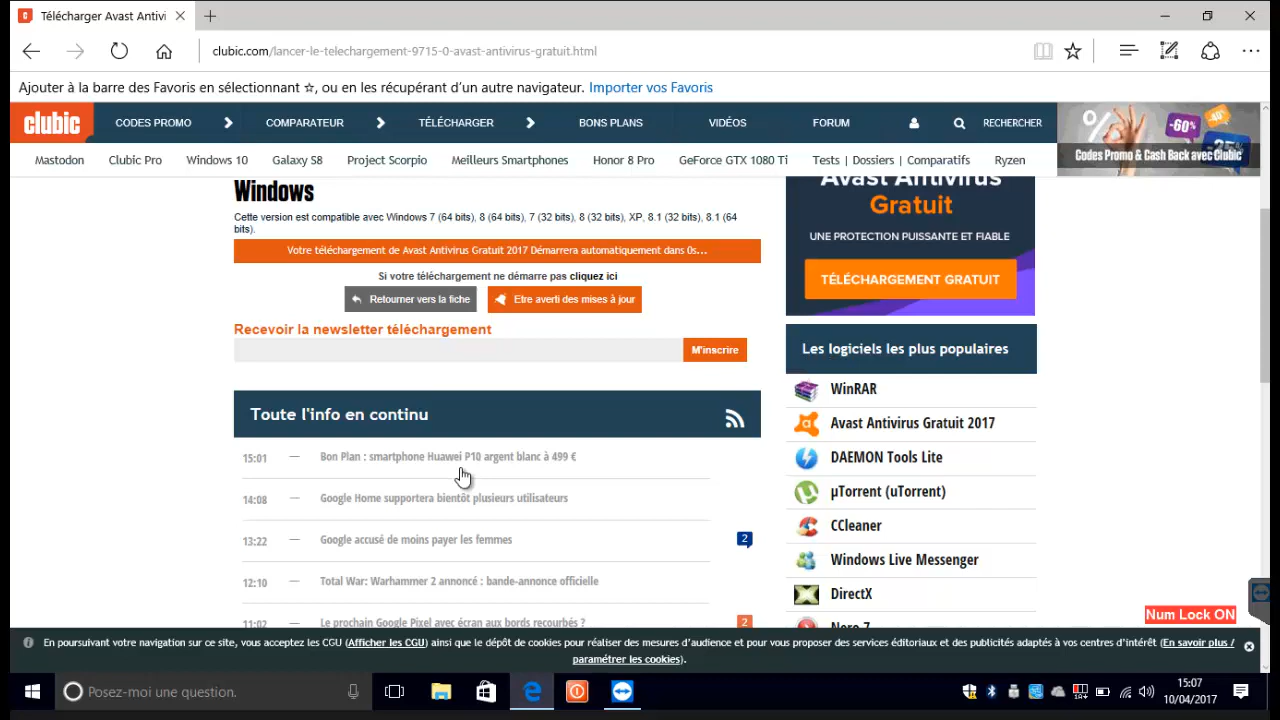 Télécharger Avast Antivi
clubic.com/lancer-le-telechargement-9715-0-avast-antivirus-gratuit.html
Ajouter à la barre des Favoris en sélectionnant ☆, ou en les récupérant d'un autre navigateur. Importer vos Favoris
clubic
CODES PROMO
COMPARATEUR
TÉLÉCHARGER
BONS PLANS
VIDÉOS
FORUM
RECHERCHER
% -60%
Codes Promo & Cash Back avec Clubic
Mastodon
Clubic Pro
Windows 10
Galaxy S8
Project Scorpio
Meilleurs Smartphones
Honor 8 Pro
GeForce GTX 1080 Ti
Tests | Dossiers | Comparatifs
Ryzen
Windows
Cette version est compatible avec Windows 7 (64 bits), 8 (64 bits), 7 (32 bits), 8 (32 bits), XP, 8.1 (32 bits), 8.1 (64
bits).
Votre téléchargement de Avast Antivirus Gratuit 2017 Démarrera automatiquement dans 0s...
Si votre téléchargement ne démarre pas cliquez ici
Retourner vers la fiche
Etre averti des mises à jour
Recevoir la newsletter téléchargement
M'inscrire
Toute l'info en continu
15:01 — Bon Plan : smartphone Huawei P10 argent blanc à 499 €
14:08 — Google Home supportera bientôt plusieurs utilisateurs
13:22 — Google accusé de moins payer les femmes 2
12:10 — Total War: Warhammer 2 annoncé : bande-annonce officielle
11:02 — Le prochain Google Pixel avec écran aux bords recourbés ? 2
Avast Antivirus
Gratuit
UNE PROTECTION PUISSANTE ET FIABLE
TÉLÉCHARGEMENT GRATUIT
Les logiciels les plus populaires
WinRAR
Avast Antivirus Gratuit 2017
DAEMON Tools Lite
µTorrent (uTorrent)
CCleaner
Windows Live Messenger
DirectX
Nero 7
Num Lock ON
En poursuivant votre navigation sur ce site, vous acceptez les CGU (Afficher les CGU) ainsi que le dépôt de cookies pour réaliser des mesures d'audience et pour vous proposer des services éditoriaux et des publicités adaptés à vos centres d'intérêt (En savoir plus /
paramétrer les cookies).
Posez-moi une question.
15:07
10/04/2017